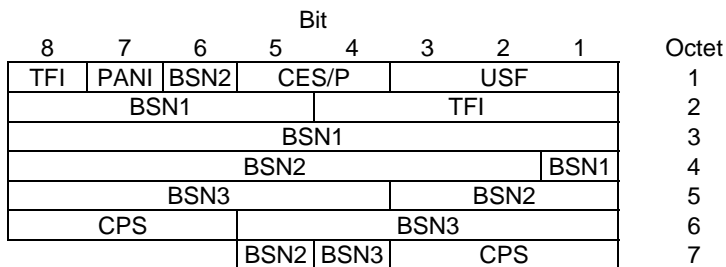 Bit
8 7 6 5 4 3 2 1 Octet
TFI PANI BSN2 CES/P USF 1
BSN1 TFI 2
BSN1 3
BSN2 BSN1 4
BSN3 BSN2 5
CPS BSN3 6
BSN2 BSN3 CPS 7